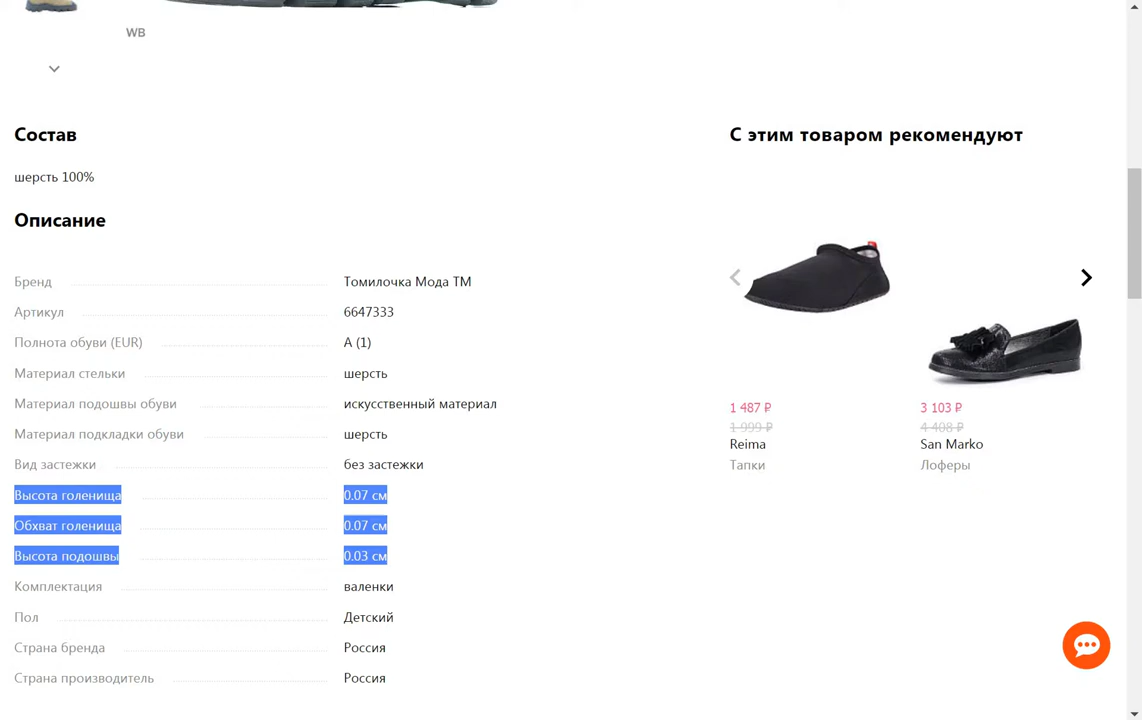 WB
Состав
шерсть 100%
Описание
Бренд Томилочка Мода ТМ
Артикул 6647333
Полнота обуви (EUR) A (1)
Материал стельки шерсть
Материал подошвы обуви искусственный материал
Материал подкладки обуви шерсть
Вид застежки без застежки
Высота голенища 0.07 см
Обхват голенища 0.07 см
Высота подошвы 0.03 см
Комплектация валенки
Пол Детский
Страна бренда Россия
Страна производитель Россия
С этим товаром рекомендуют
1 487 ₽
1 999 ₽
Reima
Тапки
3 103 ₽
4 408 ₽
San Marko
Лоферы